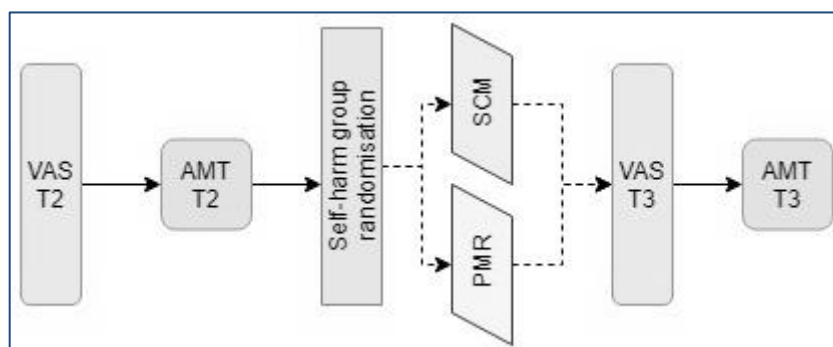 VAS
T2
AMT
T2
Self-harm group
randomisation
SCM
PMR
VAS
T3
AMT
T3